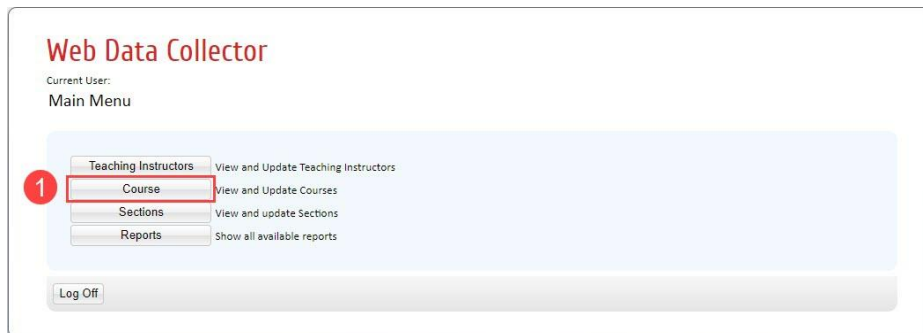 Web Data Collector
Current User:
Main Menu
Teaching Instructors View and Update Teaching Instructors
1 Course View and Update Courses
Sections View and update Sections
Reports Show all available reports
Log Off